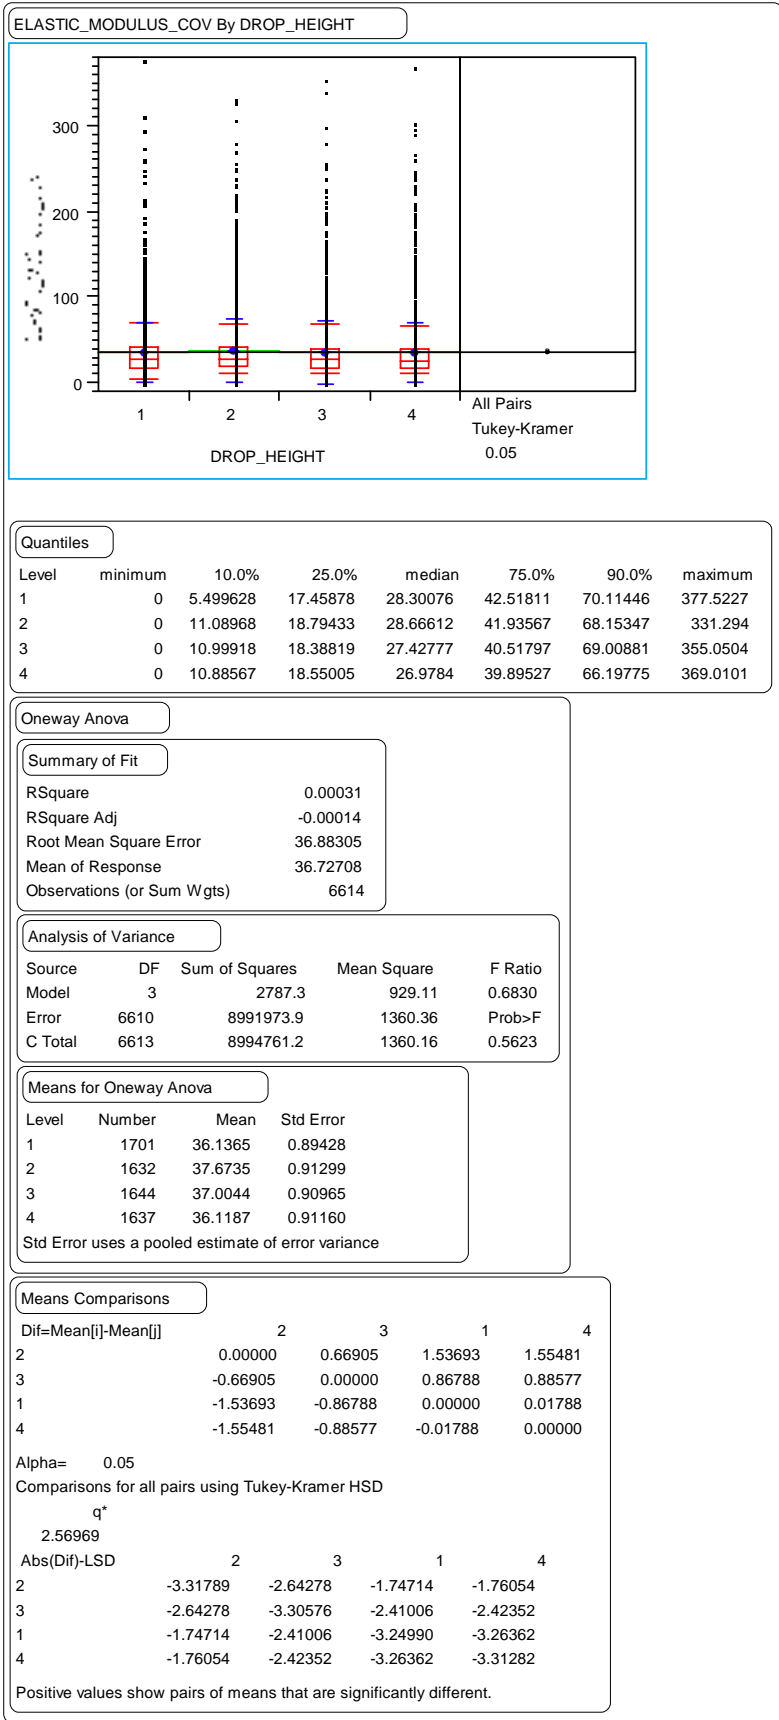 ELASTIC_MODULUS_COV By DROP_HEIGHT
300
200
100
0
1 2 3 4
DROP_HEIGHT
All Pairs
Tukey-Kramer
0.05
Quantiles
Level minimum 10.0% 25.0% median 75.0% 90.0% maximum
1 0 5.499628 17.45878 28.30076 42.51811 70.11446 377.5227
2 0 11.08968 18.79433 28.66612 41.93567 68.15347 331.294
3 0 10.99918 18.38819 27.42777 40.51797 69.00881 355.0504
4 0 10.88567 18.55005 26.9784 39.89527 66.19775 369.0101
Oneway Anova
Summary of Fit
RSquare 0.00031
RSquare Adj -0.00014
Root Mean Square Error 36.88305
Mean of Response 36.72708
Observations (or Sum Wgts) 6614
Analysis of Variance
Source DF Sum of Squares Mean Square F Ratio
Model 3 2787.3 929.11 0.6830
Error 6610 8991973.9 1360.36 Prob>F
C Total 6613 8994761.2 1360.16 0.5623
Means for Oneway Anova
Level Number Mean Std Error
1 1701 36.1365 0.89428
2 1632 37.6735 0.91299
3 1644 37.0044 0.90965
4 1637 36.1187 0.91160
Std Error uses a pooled estimate of error variance
Means Comparisons
Dif=Mean[i]-Mean[j] 2 3 1 4
2 0.00000 0.66905 1.53693 1.55481
3 -0.66905 0.00000 0.86788 0.88577
1 -1.53693 -0.86788 0.00000 0.01788
4 -1.55481 -0.88577 -0.01788 0.00000
Alpha= 0.05
Comparisons for all pairs using Tukey-Kramer HSD
q*
2.56969
Abs(Dif)-LSD 2 3 1 4
2 -3.31789 -2.64278 -1.74714 -1.76054
3 -2.64278 -3.30576 -2.41006 -2.42352
1 -1.74714 -2.41006 -3.24990 -3.26362
4 -1.76054 -2.42352 -3.26362 -3.31282
Positive values show pairs of means that are significantly different.